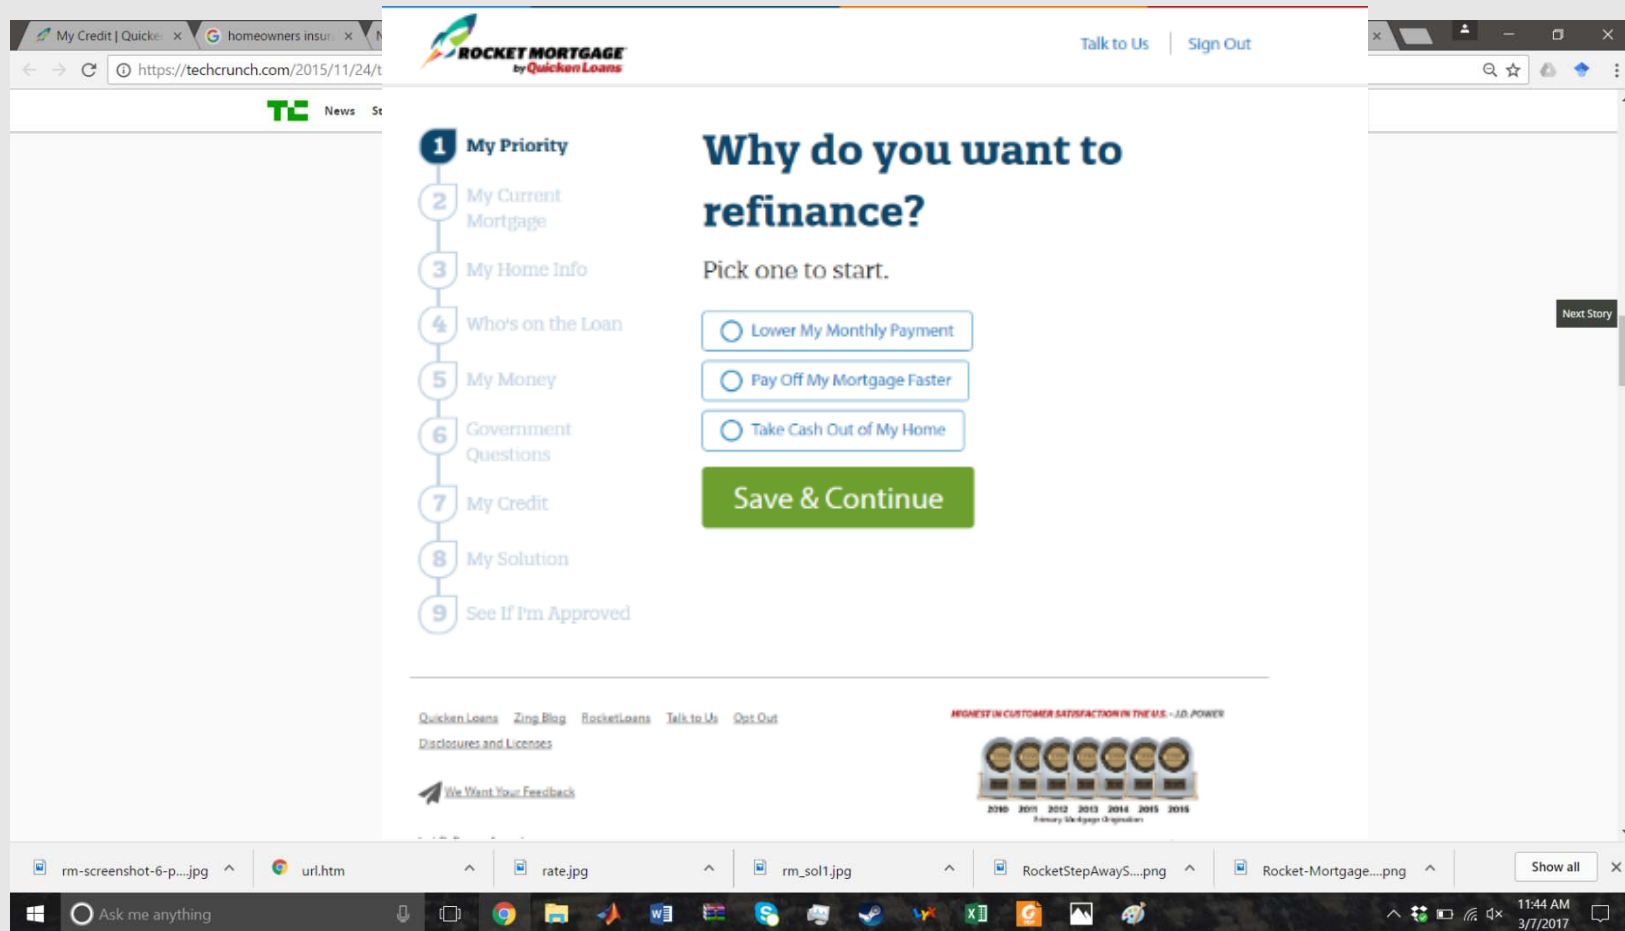 My Credit | Quicke
homeowners insur
https://techcrunch.com/2015/11/24/t
News
ROCKET MORTGAGE
by Quicken Loans
Talk to Us
Sign Out
1 My Priority
2 My Current
Mortgage
3 My Home Info
4 Who's on the Loan
5 My Money
6 Government
Questions
7 My Credit
8 My Solution
9 See If I'm Approved
Why do you want to
refinance?
Pick one to start.
Lower My Monthly Payment
Pay Off My Mortgage Faster
Take Cash Out of My Home
Save & Continue
Next Story
Quicken Loans Zing Blog RocketLoans Talk to Us Opt Out
Disclosures and Licenses
We Want Your Feedback
HIGHEST IN CUSTOMER SATISFACTION IN THE U.S. - J.D. POWER
2010 2011 2012 2013 2014 2015 2016
Primary Mortgage Origination
rm-screenshot-6-p....jpg
url.htm
rate.jpg
rm_sol1.jpg
RocketStepAwayS....png
Rocket-Mortgage....png
Show all
Ask me anything
11:44 AM
3/7/2017